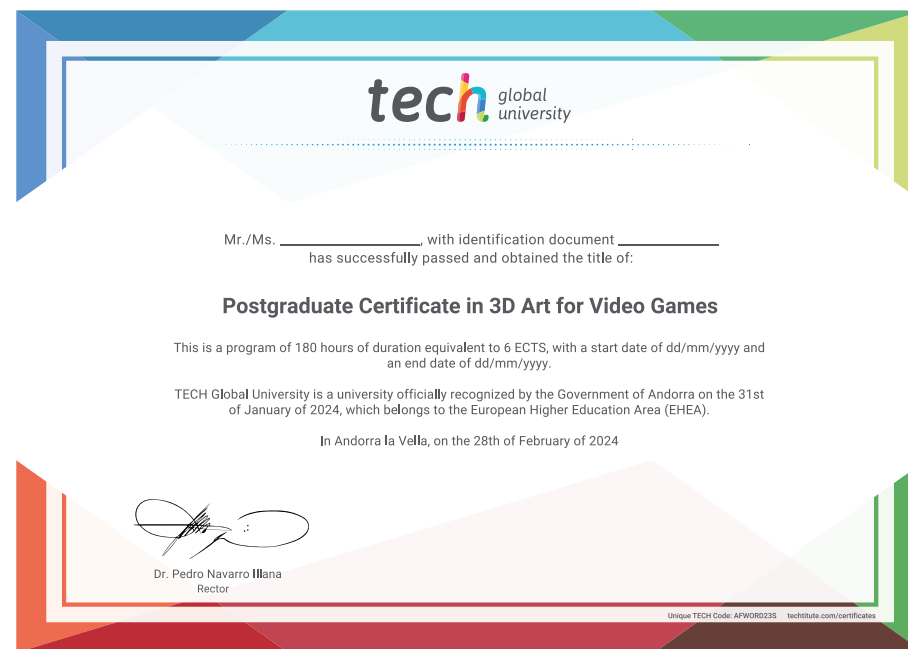 tech global university
Mr./Ms. ____________, with identification document ____________
has successfully passed and obtained the title of:
Postgraduate Certificate in 3D Art for Video Games
This is a program of 180 hours of duration equivalent to 6 ECTS, with a start date of dd/mm/yyyy and
an end date of dd/mm/yyyy.
TECH Global University is a university officially recognized by the Government of Andorra on the 31st
of January of 2024, which belongs to the European Higher Education Area (EHEA).
In Andorra la Vella, on the 28th of February of 2024
Dr. Pedro Navarro Illana
Rector
Unique TECH Code: AFWORD23S techtitute.com/certificates